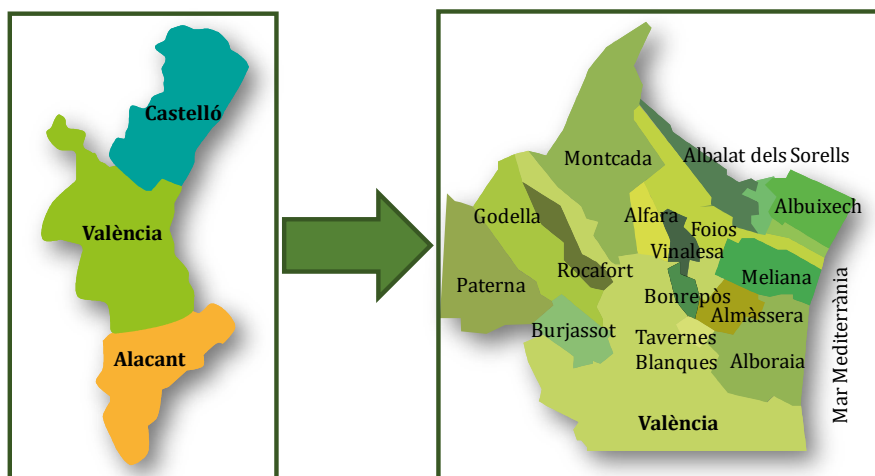 Castelló
València
Alacant
Montcada
Albalat dels Sorells
Godella
Alfara
Albuixech
Foios
Vinalesa
Rocafort
Meliana
Paterna
Bonrepòs
Almàssera
Burjassot
Tavernes
Blanques
Alboraia
València
Mar Mediterrània